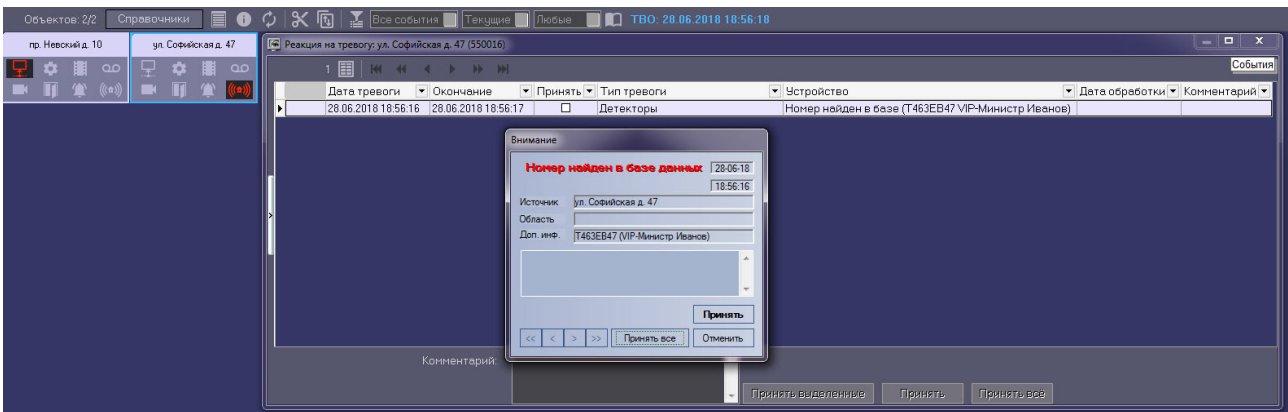 Объектов: 2/2 Справочники Все события Текущие Любые ТВО: 28.06.2018 18:56:18
пр. Невский д. 10 ул. Софийская д. 47
Реакция на тревогу: ул. Софийская д. 47 (550016)
1
События
Дата тревоги Окончание Принять Тип тревоги Устройство Дата обработки Комментарий
28.06.2018 18:56:16 28.06.2018 18:56:17 Детекторы Номер найден в базе (T463EB47 VIP-Министр Иванов)
Внимание
Номер найден в базе данных 28-06-18
18:56:16
Источник ул. Софийская д. 47
Область
Доп. инф. T463EB47 (VIP-Министр Иванов)
Принять
<< < > >> Принять все Отменить
Комментарий:
Принять выделенные Принять Принять всё